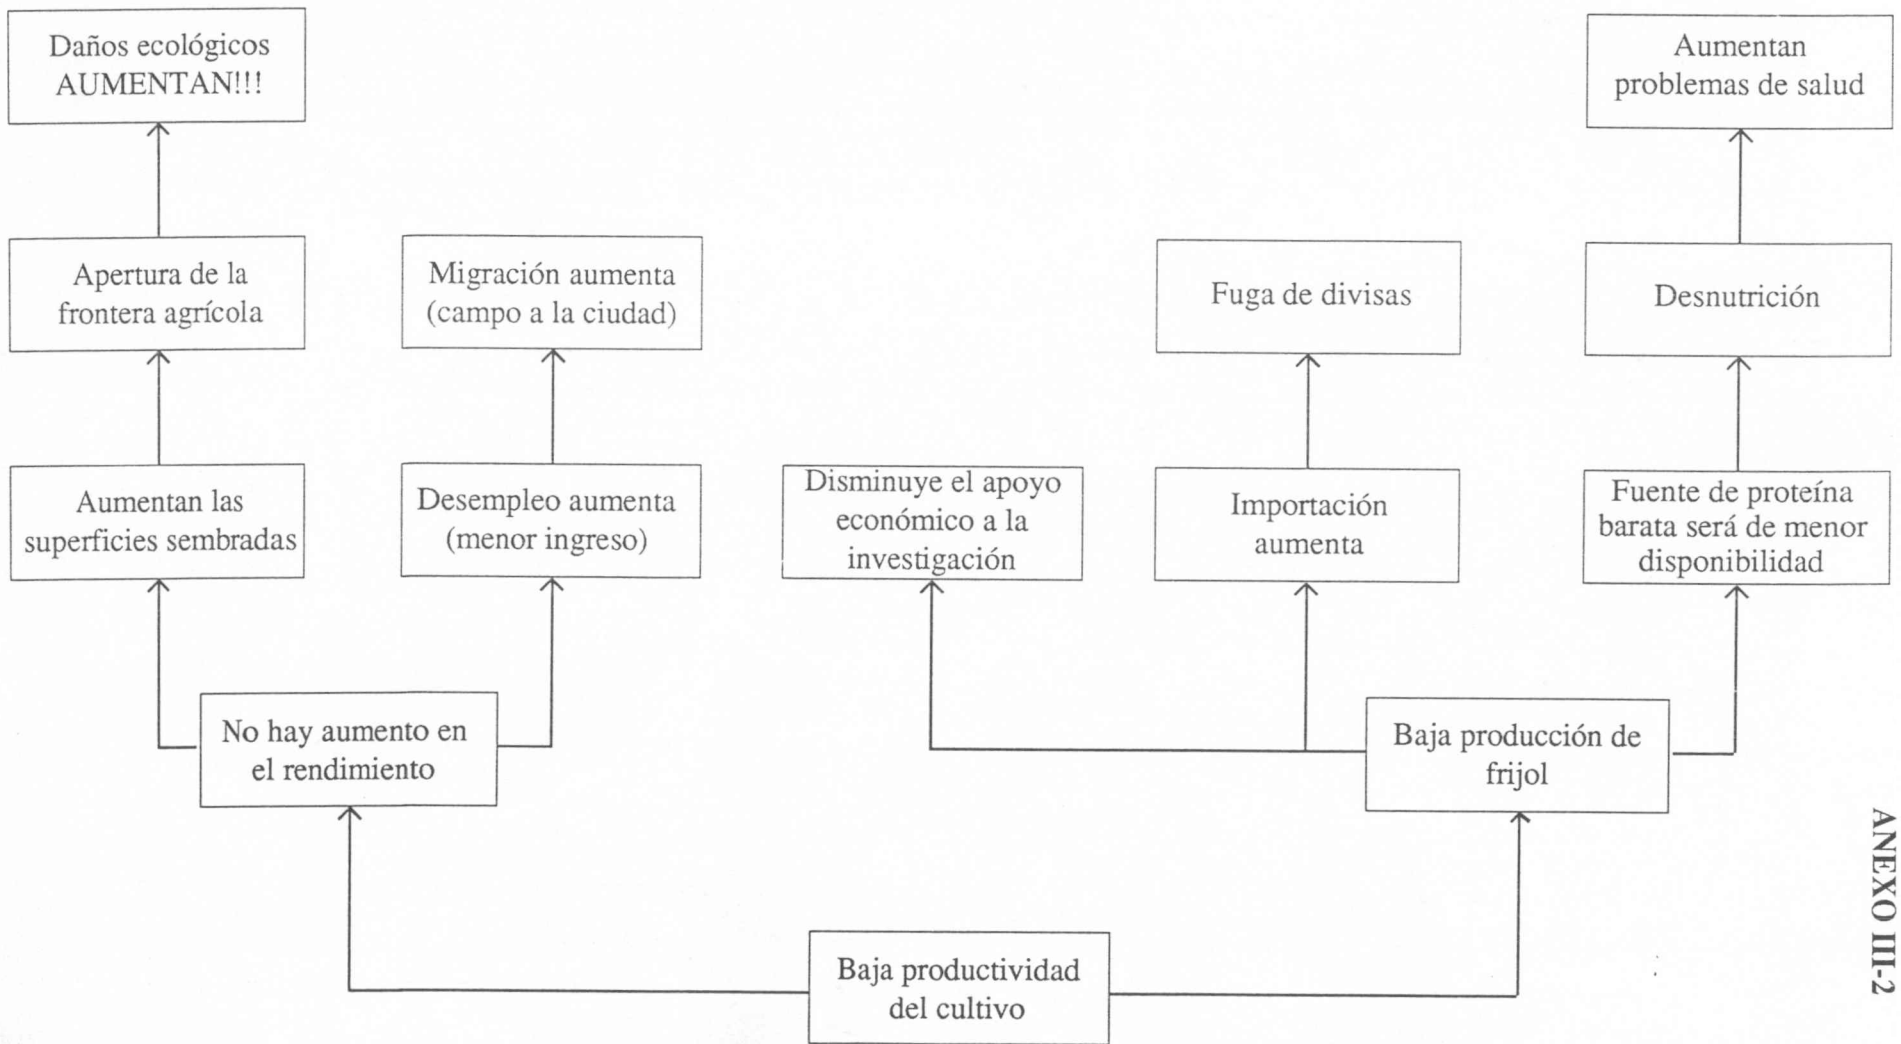 Daños ecológicos
AUMENTAN!!!
Aumentan
problemas de salud
Apertura de la
frontera agrícola
Migración aumenta
(campo a la ciudad)
Fuga de divisas
Desnutrición
Aumentan las
superficies sembradas
Desempleo aumenta
(menor ingreso)
Disminuye el apoyo
económico a la
investigación
Importación
aumenta
Fuente de proteína
barata será de menor
disponibilidad
No hay aumento en
el rendimiento
Baja producción de
frijol
Baja productividad
del cultivo
ANEXO III-2